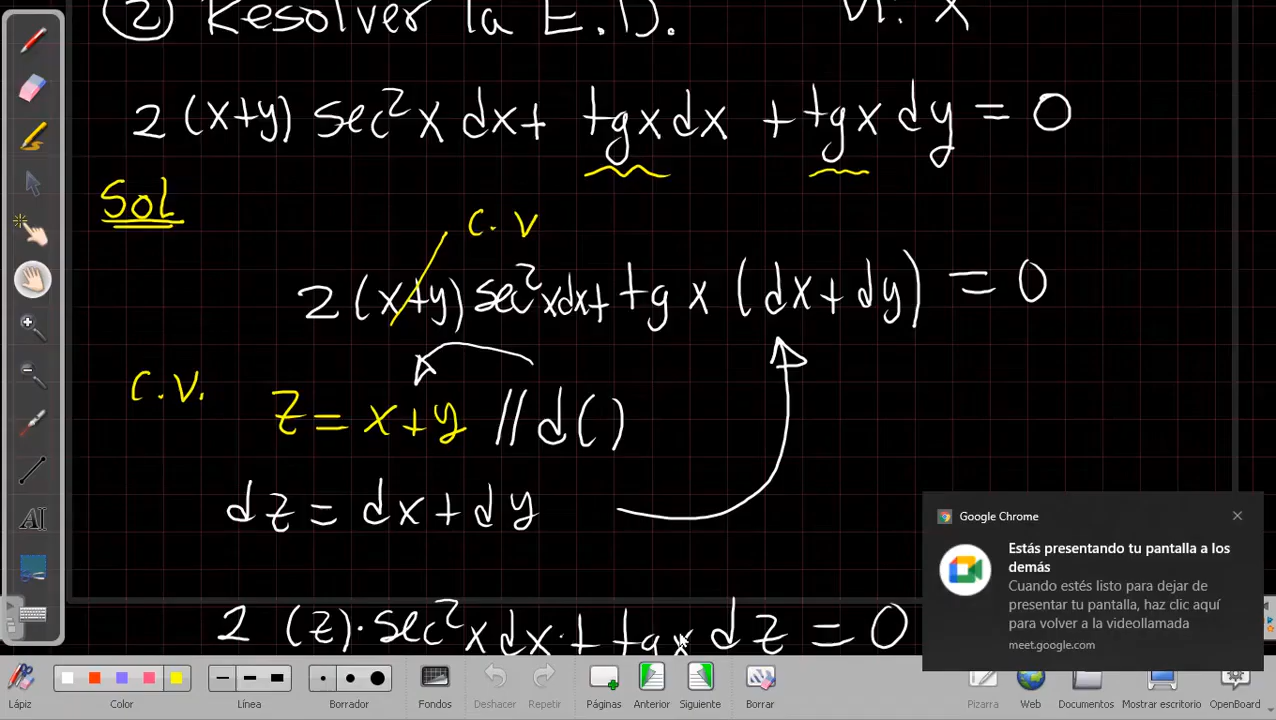 ② Resolver la E.D. VI: X
2 (x+y) sec²x dx + tgx dx + tgx dy = 0
Sol
C.V
2 (x+y) sec²xdx + tg x (dx+dy) = 0
C.V.
z = x+y // d( )
dz = dx + dy
2 (z)·sec²x dx + tgx dz = 0
Google Chrome
Estás presentando tu pantalla a los
demás
Cuando estés listo para dejar de
presentar tu pantalla, haz clic aquí
para volver a la videollamada
meet.google.com
Lápiz Color Línea Borrador Fondos Deshacer Repetir Páginas Anterior Siguiente Borrar Pizarra Web Documentos Mostrar escritorio OpenBoard